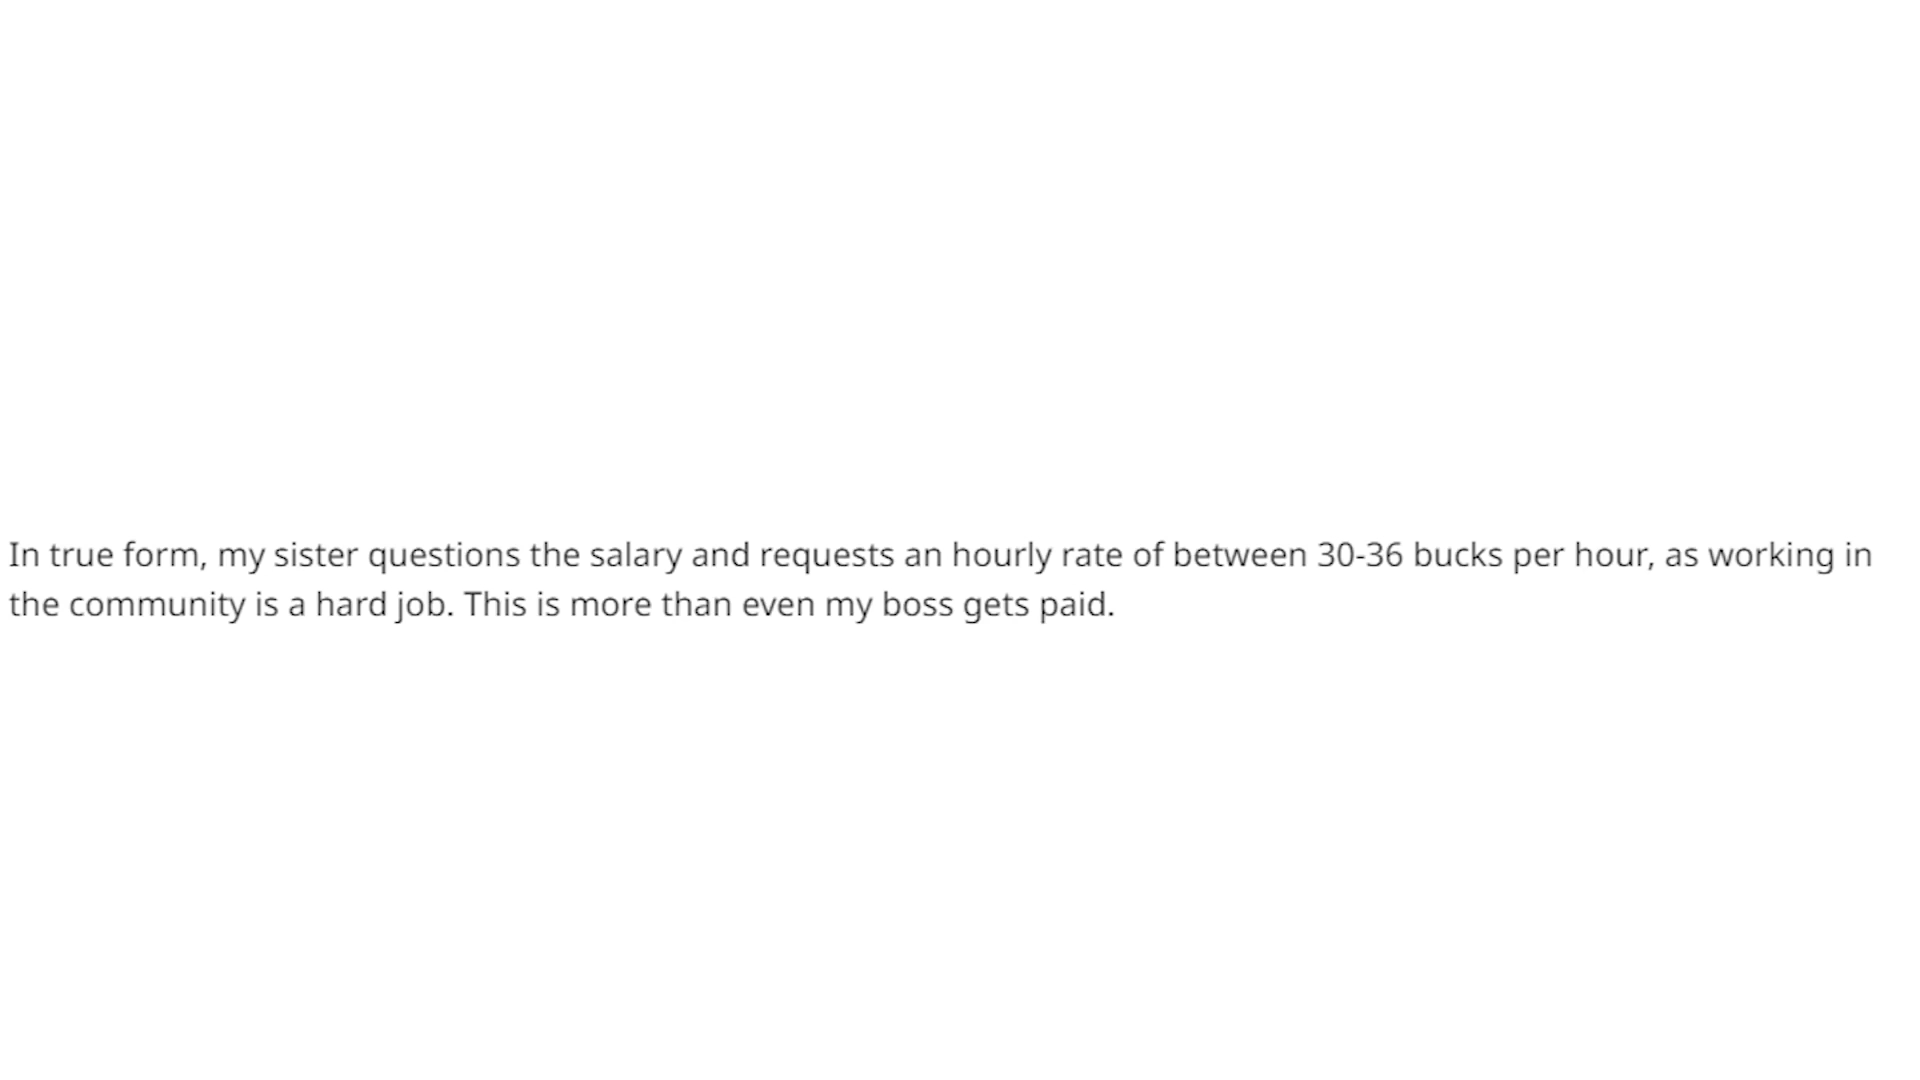 In true form, my sister questions the salary and requests an hourly rate of between 30-36 bucks per hour, as working in
the community is a hard job. This is more than even my boss gets paid.